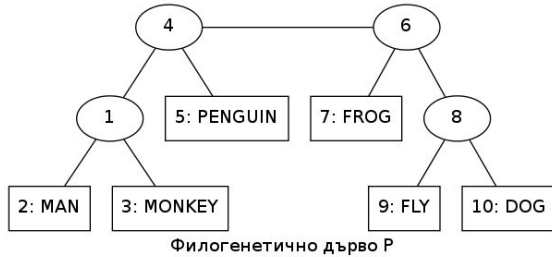 4
6
1
5: PENGUIN
7: FROG
8
2: MAN
3: MONKEY
9: FLY
10: DOG
Филогенетично дърво P